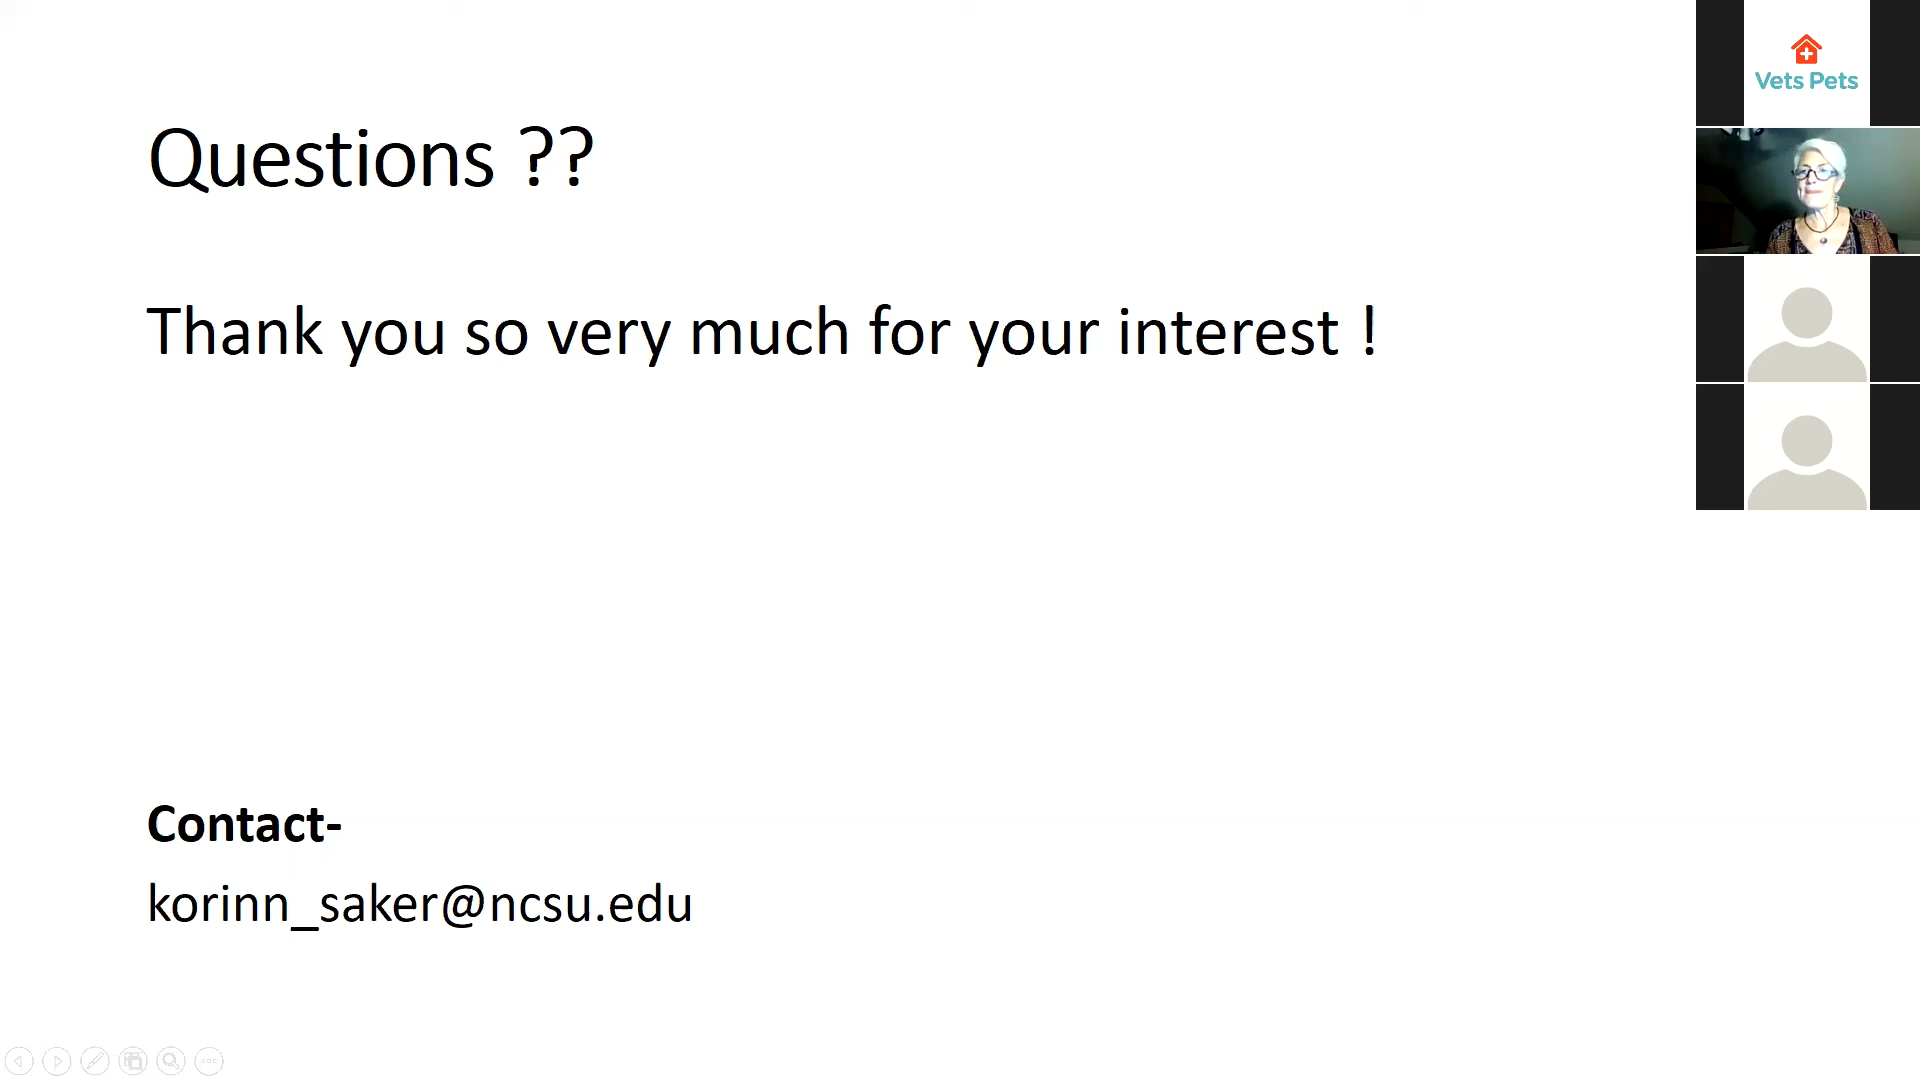 Questions ??
Thank you so very much for your interest !
Contact-
korinn_saker@ncsu.edu
Vets Pets